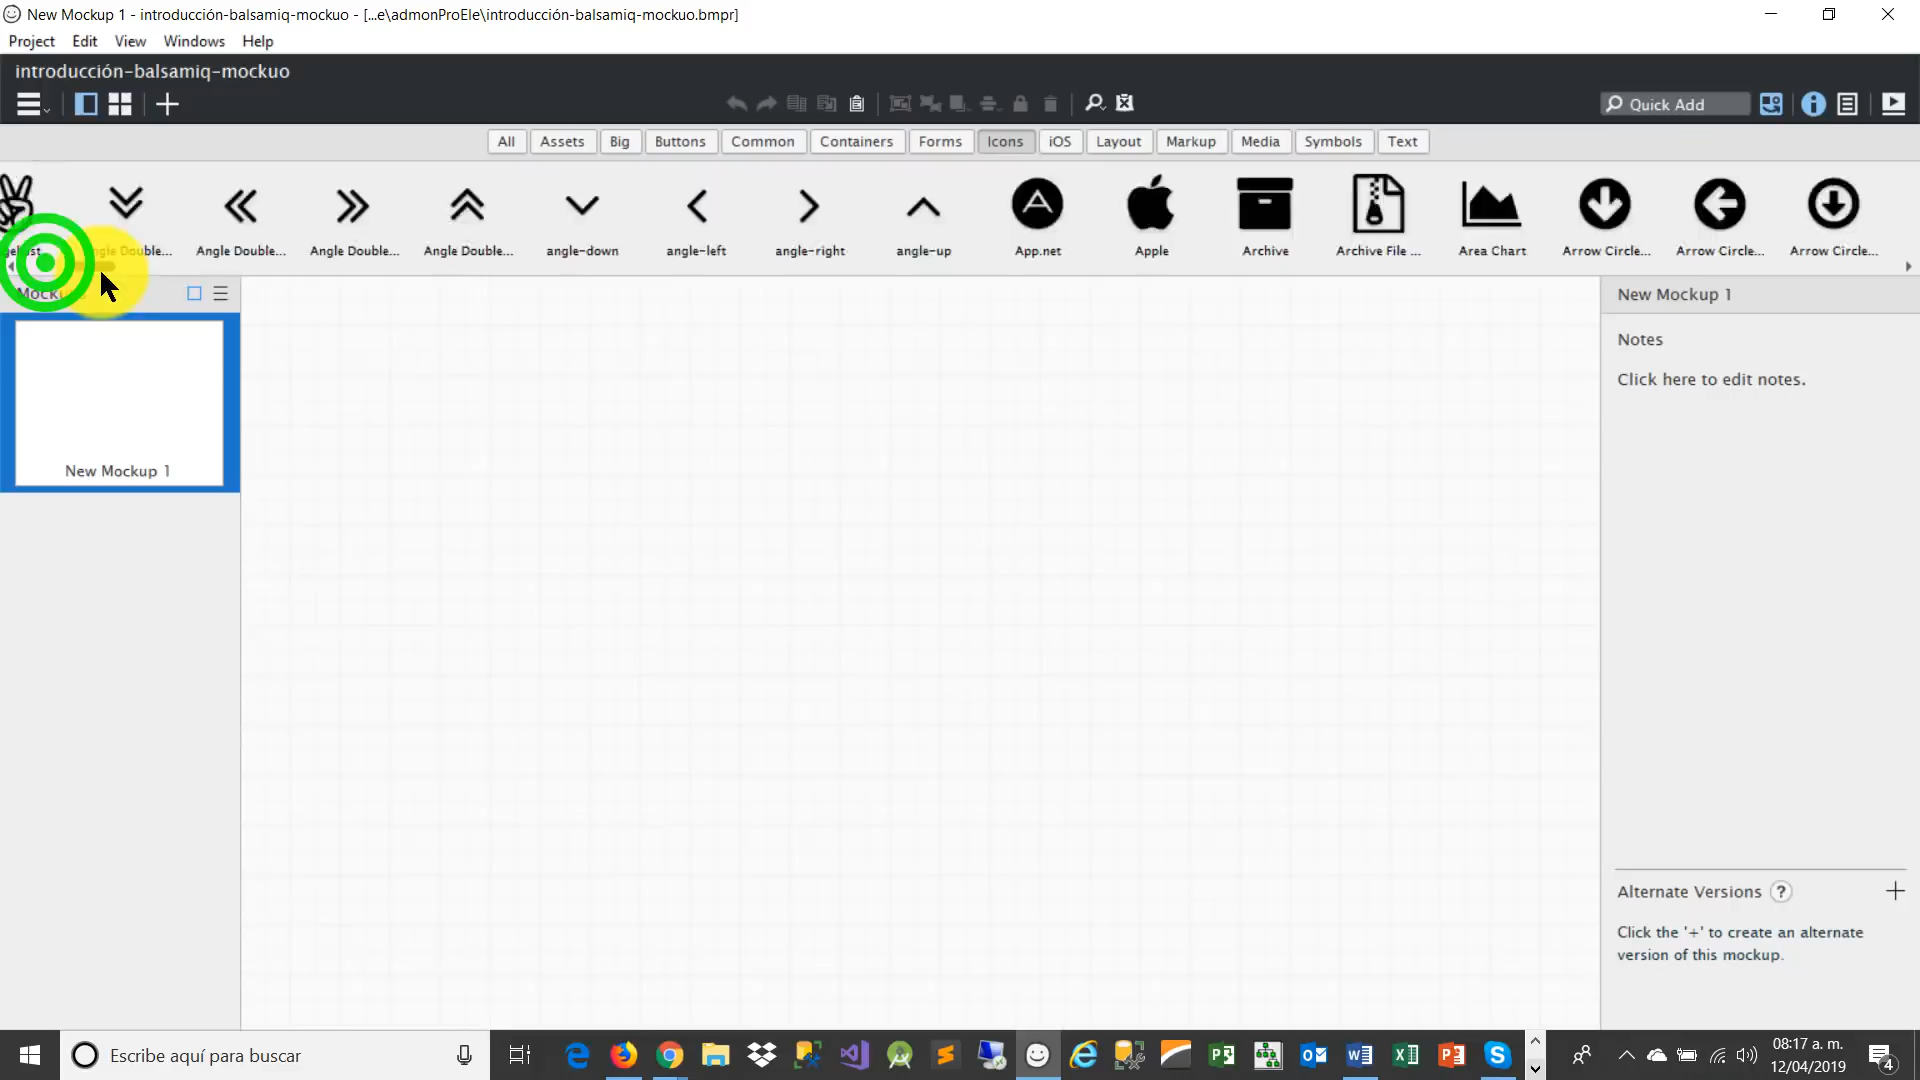 New Mockup 1 - introducción-balsamiq-mockuo - [...e\admonProEle\introducción-balsamiq-mockuo.bmpr]
Project Edit View Windows Help
introducción-balsamiq-mockuo
Quick Add
All Assets Big Buttons Common Containers Forms Icons iOS Layout Markup Media Symbols Text
Angle Double... Angle Double... Angle Double... angle-down angle-left angle-right angle-up App.net Apple Archive Archive File ... Area Chart Arrow Circle... Arrow Circle... Arrow Circle...
New Mockup 1
New Mockup 1
Notes
Click here to edit notes.
Alternate Versions ?
Click the '+' to create an alternate
version of this mockup.
Escribe aquí para buscar
08:17 a. m.
12/04/2019
4